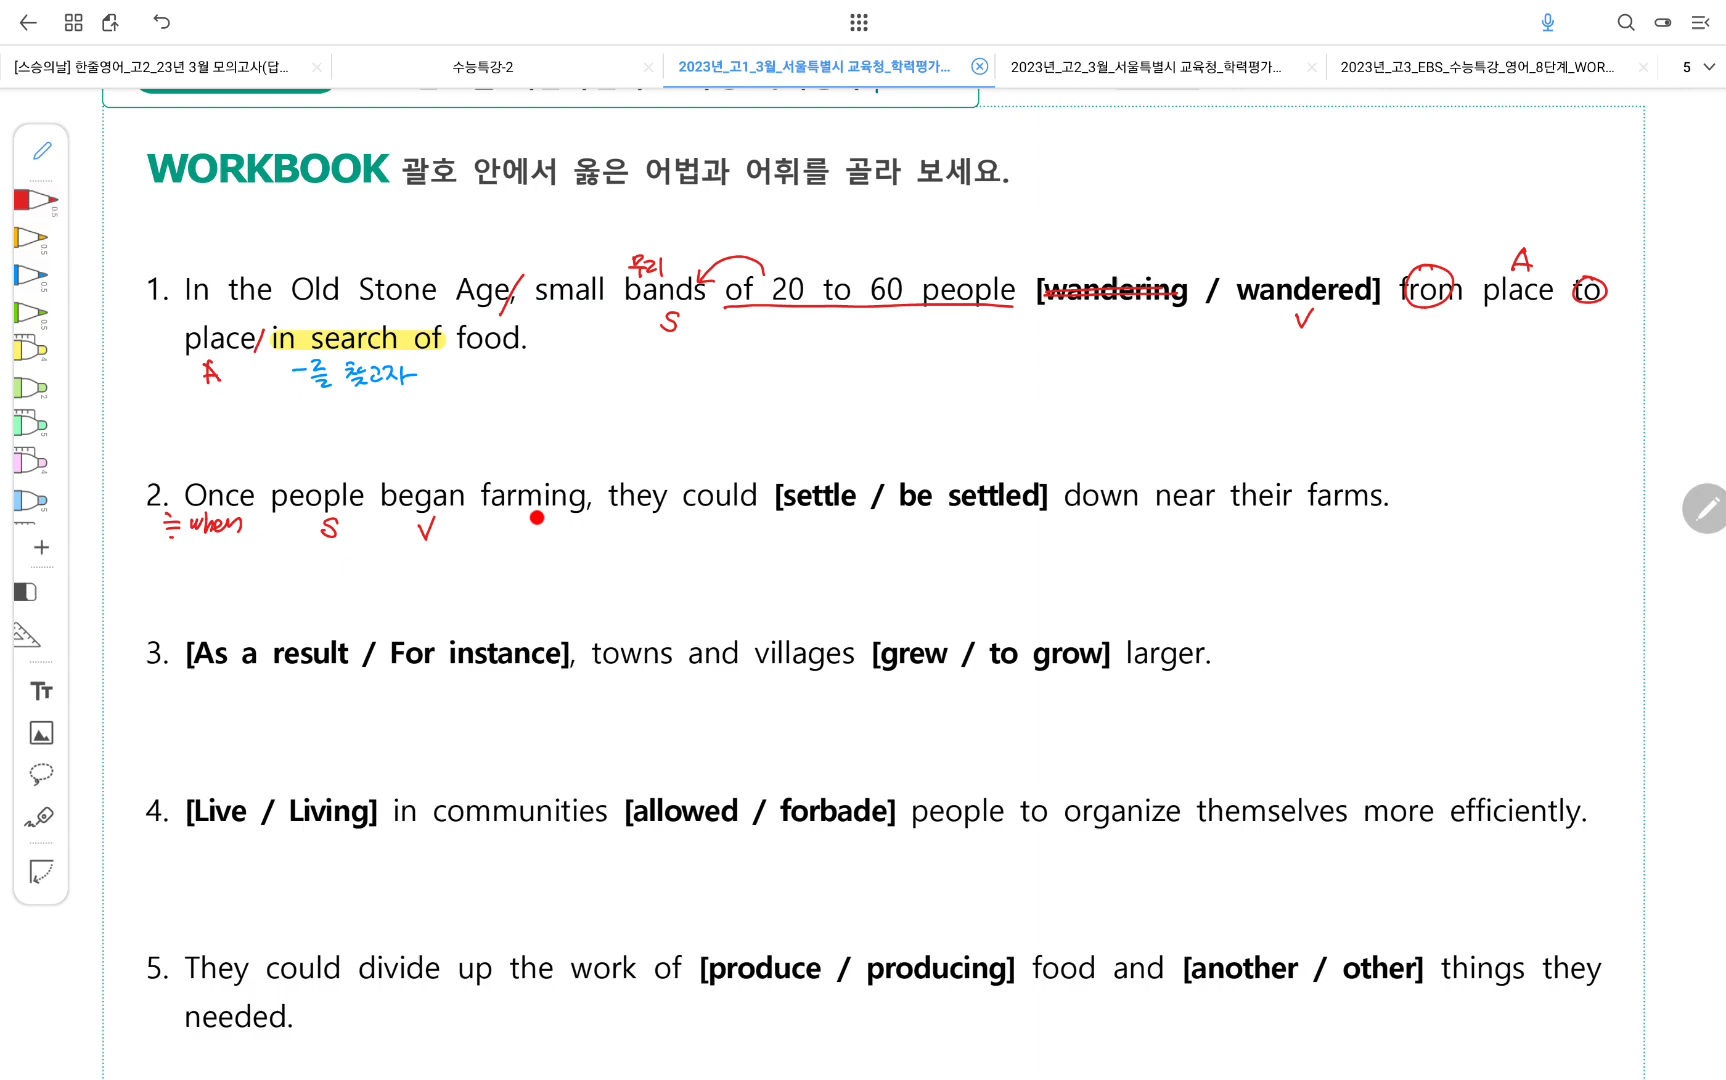 [스승의날] 한줄영어_고2_23년 3월 모의고사(답...
수능특강-2
2023년_고1_3월_서울특별시 교육청_학력평가...
2023년_고2_3월_서울특별시 교육청_학력평가...
2023년_고3_EBS_수능특강_영어_8단계_WOR...
5
WORKBOOK 괄호 안에서 옳은 어법과 어휘를 골라 보세요.
무리
A
1. In the Old Stone Age, small bands of 20 to 60 people [wandering / wandered] from place to
S
V
place in search of food.
A
-를 찾고자
2. Once people began farming, they could [settle / be settled] down near their farms.
≒ when
S
V
3. [As a result / For instance], towns and villages [grew / to grow] larger.
4. [Live / Living] in communities [allowed / forbade] people to organize themselves more efficiently.
5. They could divide up the work of [produce / producing] food and [another / other] things they
needed.
Tт